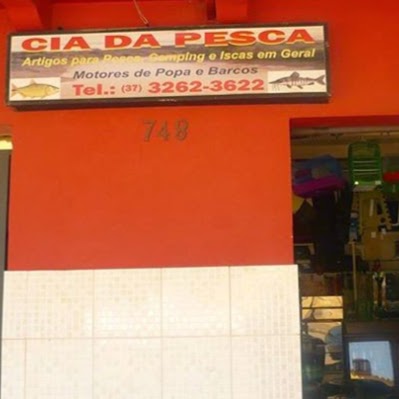 CIA DA PESCA
Artigos para Pesca, Camping e Iscas em Geral
Motores de Popa e Barcos
Tel.: (37) 3262-3622
748